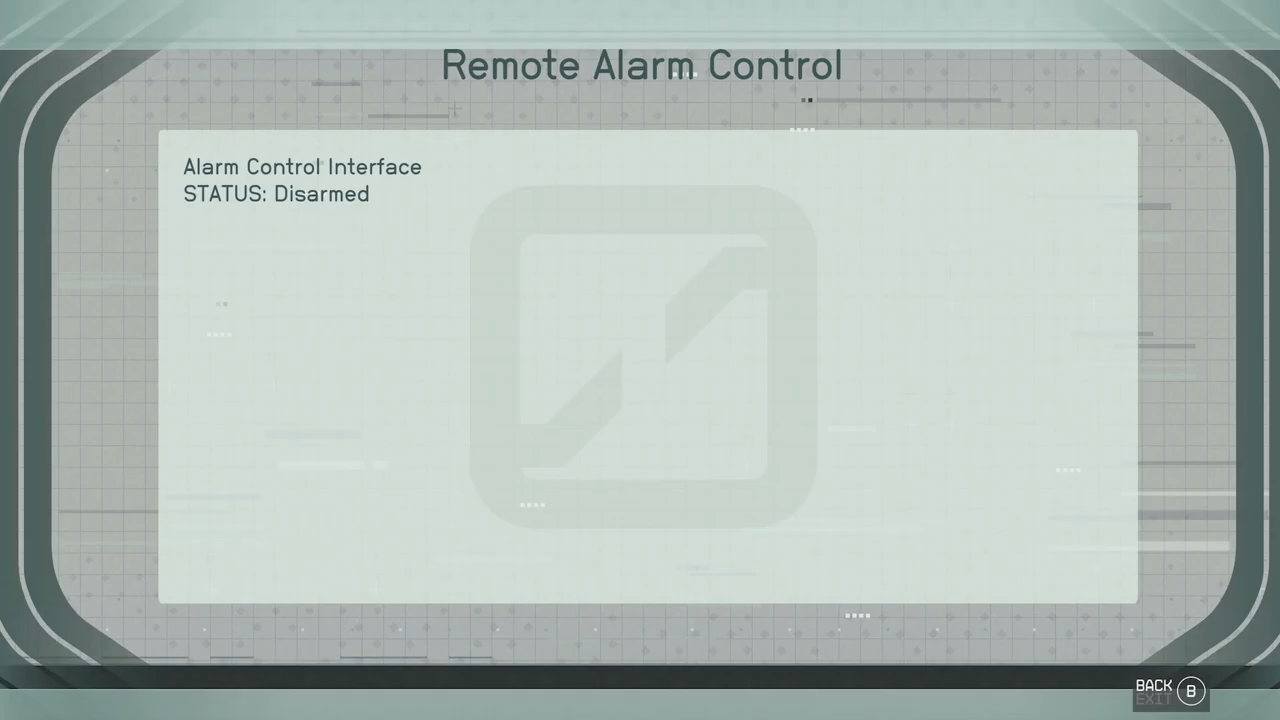 Remote Alarm Control
Alarm Control Interface
STATUS: Disarmed
BACK
EXIT
B